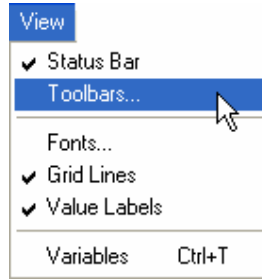 View
Status Bar
Toolbars...
Fonts...
Grid Lines
Value Labels
Variables Ctrl+T